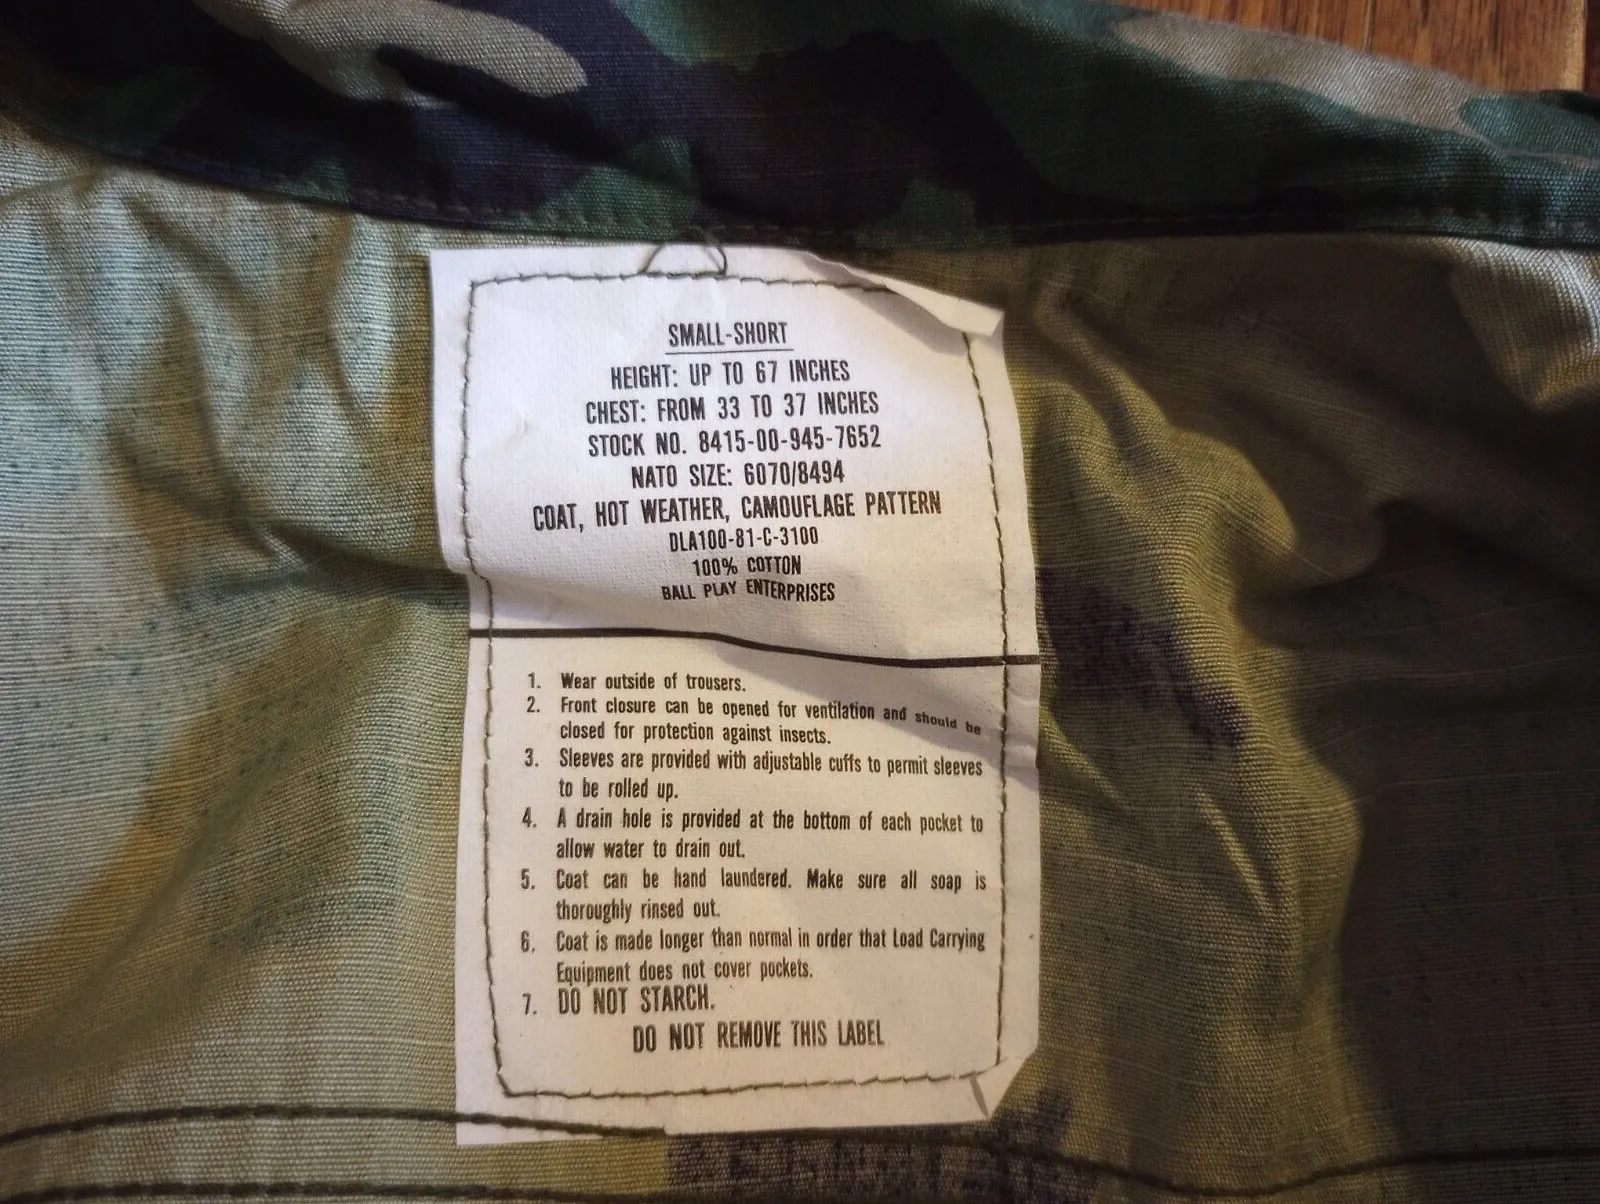 SMALL-SHORT
HEIGHT: UP TO 67 INCHES
CHEST: FROM 33 TO 37 INCHES
STOCK NO. 8415-00-945-7652
NATO SIZE: 6070/8494
COAT, HOT WEATHER, CAMOUFLAGE PATTERN
DLA100-81-C-3100
100% COTTON
BALL PLAY ENTERPRISES
1. Wear outside of trousers.
2. Front closure can be opened for ventilation and should be
closed for protection against insects.
3. Sleeves are provided with adjustable cuffs to permit sleeves
to be rolled up.
4. A drain hole is provided at the bottom of each pocket to
allow water to drain out.
5. Coat can be hand laundered. Make sure all soap is
thoroughly rinsed out.
6. Coat is made longer than normal in order that Load Carrying
Equipment does not cover pockets.
7. DO NOT STARCH.
DO NOT REMOVE THIS LABEL